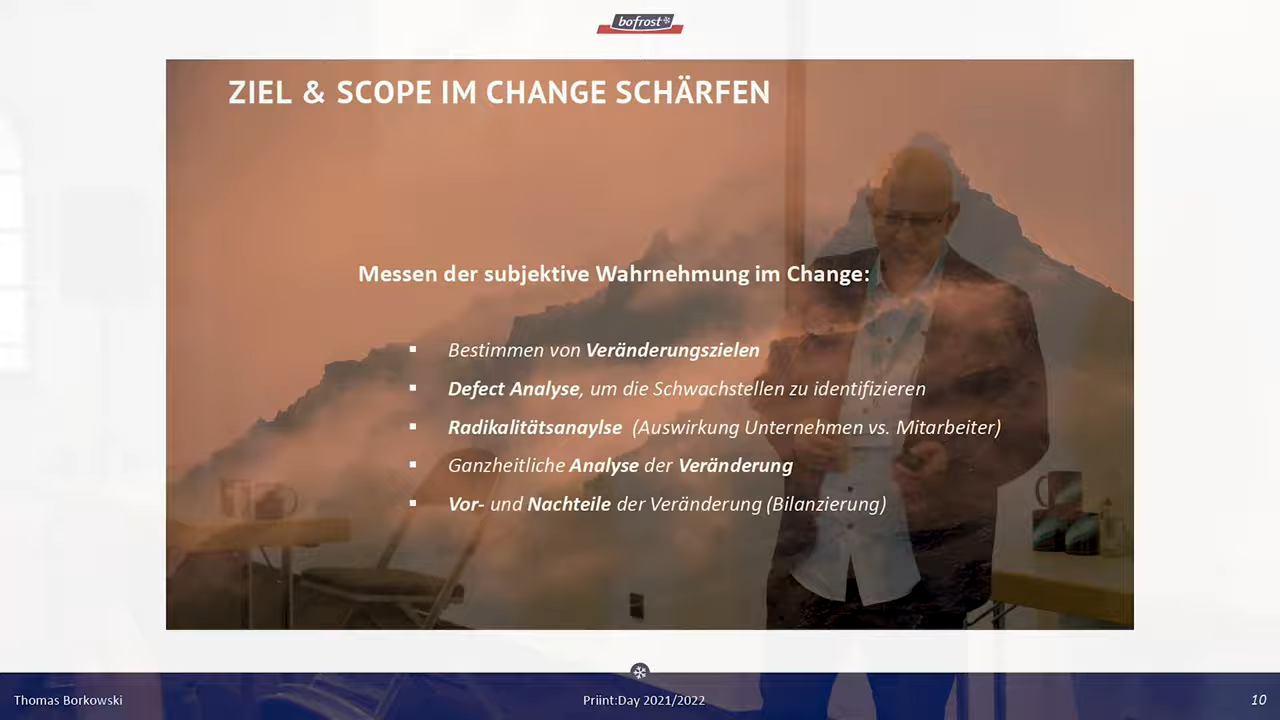 bofrost*
ZIEL & SCOPE IM CHANGE SCHÄRFEN
Messen der subjektive Wahrnehmung im Change:
▪ Bestimmen von Veränderungszielen
▪ Defect Analyse, um die Schwachstellen zu identifizieren
▪ Radikalitätsanaylse (Auswirkung Unternehmen vs. Mitarbeiter)
▪ Ganzheitliche Analyse der Veränderung
▪ Vor- und Nachteile der Veränderung (Bilanzierung)
Thomas Borkowski
Priint:Day 2021/2022
10